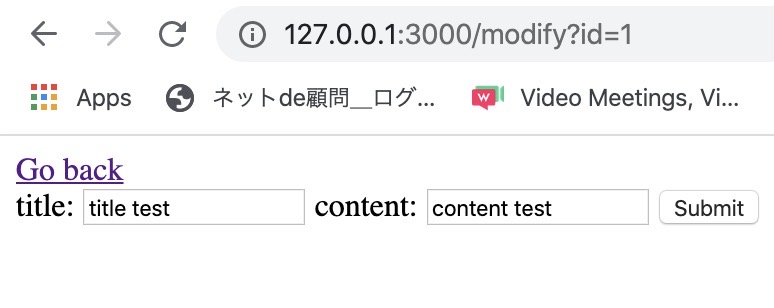 127.0.0.1:3000/modify?id=1
Apps ネットde顧問__ログ... Video Meetings, Vi...
Go back
title: title test content: content test Submit